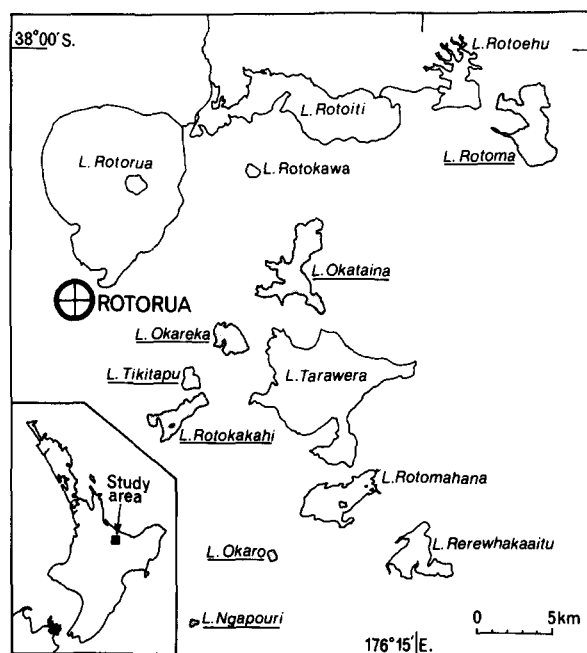 38°00′S.
L. Rotoehu
L. Rotoiti
L. Rotorua
L. Rotokawa
L. Rotoma
L. Okataina
ROTORUA
L. Okareka
L. Tikitapu
L. Tarawera
L. Rotokakahi
L. Rotomahana
Study
area
L. Okaro
L. Rerewhakaaitu
L. Ngapouri
0 5km
176°15′E.